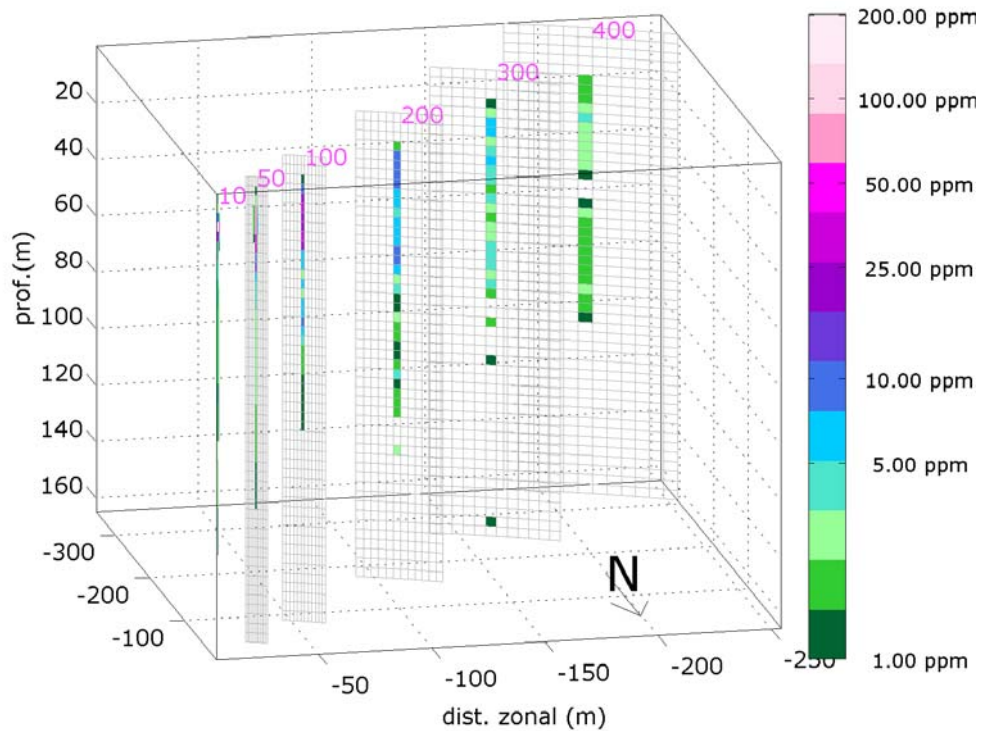 400
300
200
100
50
10
20
40
60
80
100
120
140
160
prof.(m)
-300
-200
-100
-50
-100
-150
-200
-250
dist. zonal (m)
N
200.00 ppm
100.00 ppm
50.00 ppm
25.00 ppm
10.00 ppm
5.00 ppm
1.00 ppm